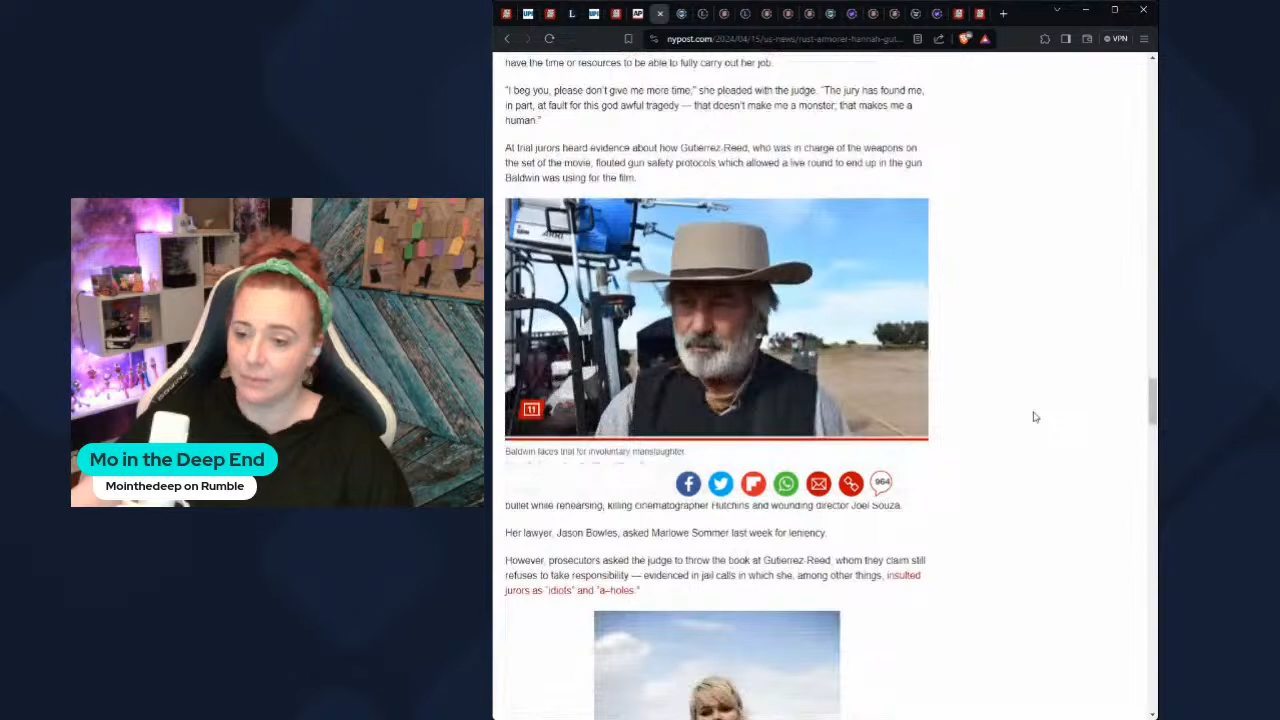 nypost.com/2024/04/15/us-news/rust-armorer-hannah-gut...
VPN
have the time or resources to be able to fully carry out her job.
"I beg you, please don't give me more time," she pleaded with the judge. "The jury has found me,
in part, at fault for this god awful tragedy — that doesn't make me a monster; that makes me a
human."
At trial jurors heard evidence about how Gutierrez-Reed, who was in charge of the weapons on
the set of the movie, flouted gun safety protocols which allowed a live round to end up in the gun
Baldwin was using for the film.
ARRI
11
Baldwin faces trial for involuntary manslaughter.
964
bullet while rehearsing, killing cinematographer Hutchins and wounding director Joel Souza.
Her lawyer, Jason Bowles, asked Marlowe Sommer last week for leniency.
However, prosecutors asked the judge to throw the book at Gutierrez-Reed, whom they claim still
refuses to take responsibility — evidenced in jail calls in which she, among other things, insulted
jurors as "idiots" and "a–holes."
Mo in the Deep End
Mointhedeep on Rumble